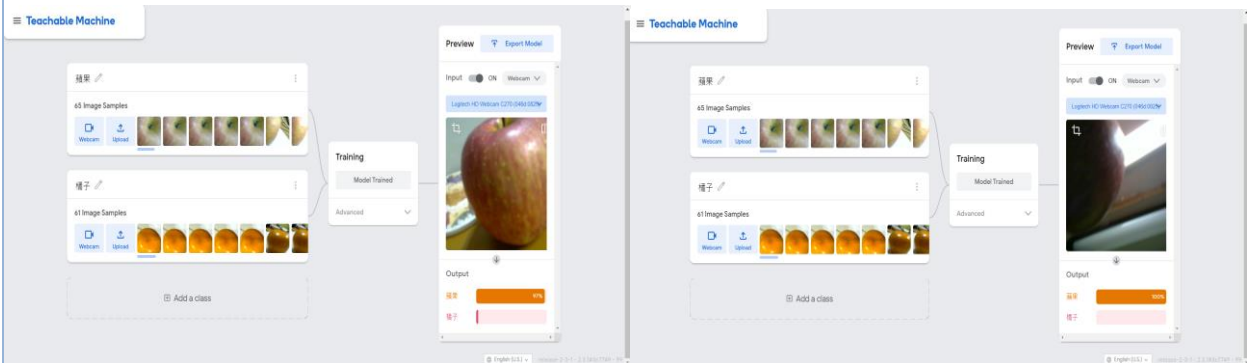 Teachable Machine
蘋果
65 Image Samples
Webcam
Upload
橘子
61 Image Samples
Webcam
Upload
Add a class
Training
Model Trained
Advanced
Preview
Export Model
Input
ON
Webcam
Output
蘋果
97%
橘子
English (U.S.)
Teachable Machine
蘋果
65 Image Samples
Webcam
Upload
橘子
61 Image Samples
Webcam
Upload
Add a class
Training
Model Trained
Advanced
Preview
Export Model
Input
ON
Webcam
Output
蘋果
100%
橘子
English (U.S.)